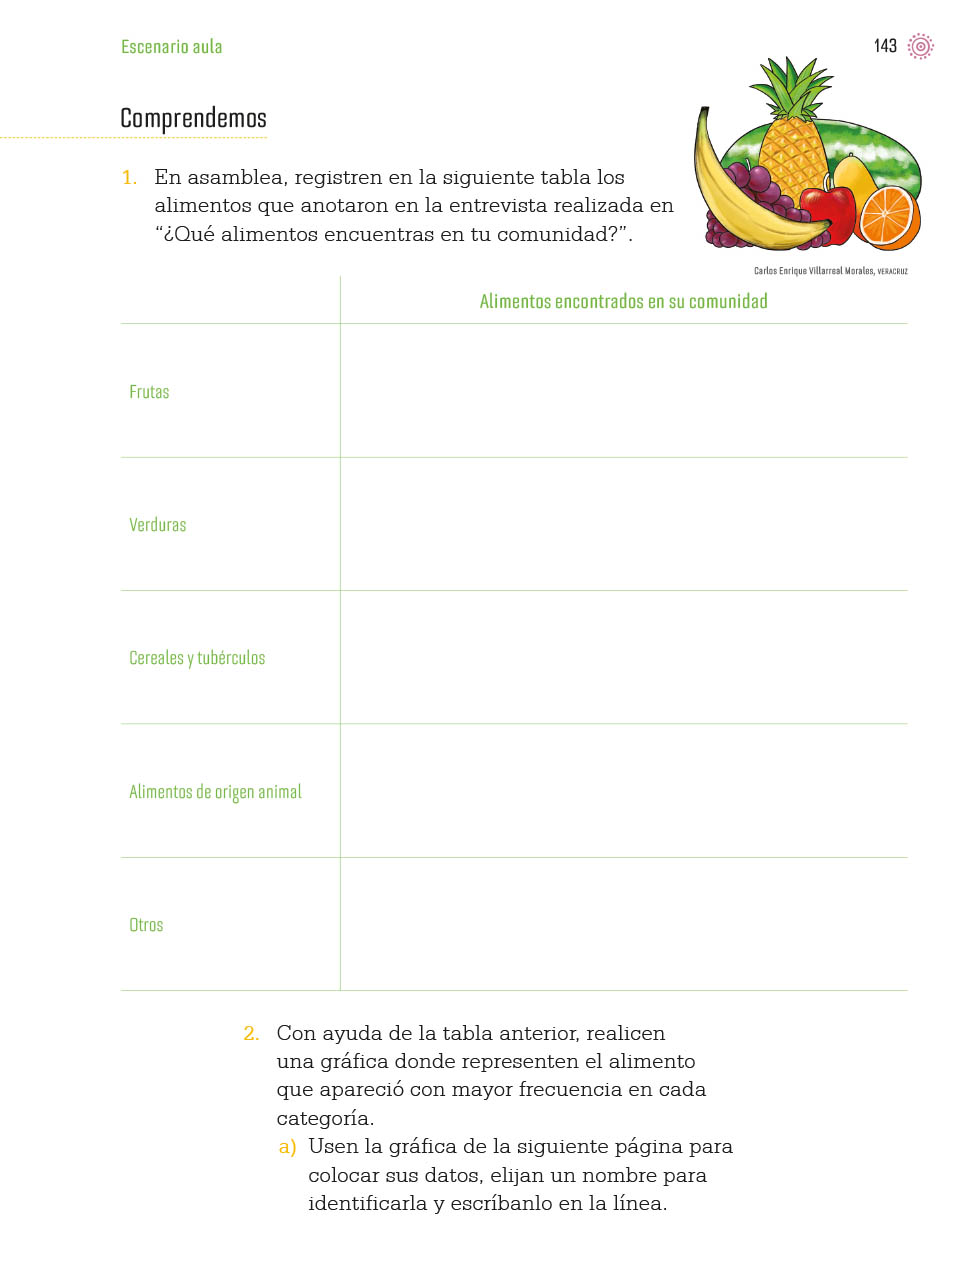 Escenario aula
143
Comprendemos
1. En asamblea, registren en la siguiente tabla los
alimentos que anotaron en la entrevista realizada en
“¿Qué alimentos encuentras en tu comunidad?”.
Carlos Enrique Villarreal Morales, VERACRUZ
Alimentos encontrados en su comunidad
Frutas
Verduras
Cereales y tubérculos
Alimentos de origen animal
Otros
2. Con ayuda de la tabla anterior, realicen
una gráfica donde representen el alimento
que apareció con mayor frecuencia en cada
categoría.
a) Usen la gráfica de la siguiente página para
colocar sus datos, elijan un nombre para
identificarla y escríbanlo en la línea.